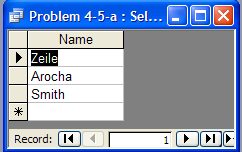 Problem 4-5-a : Sel...
Name
Zeile
Arocha
Smith
Record: 1